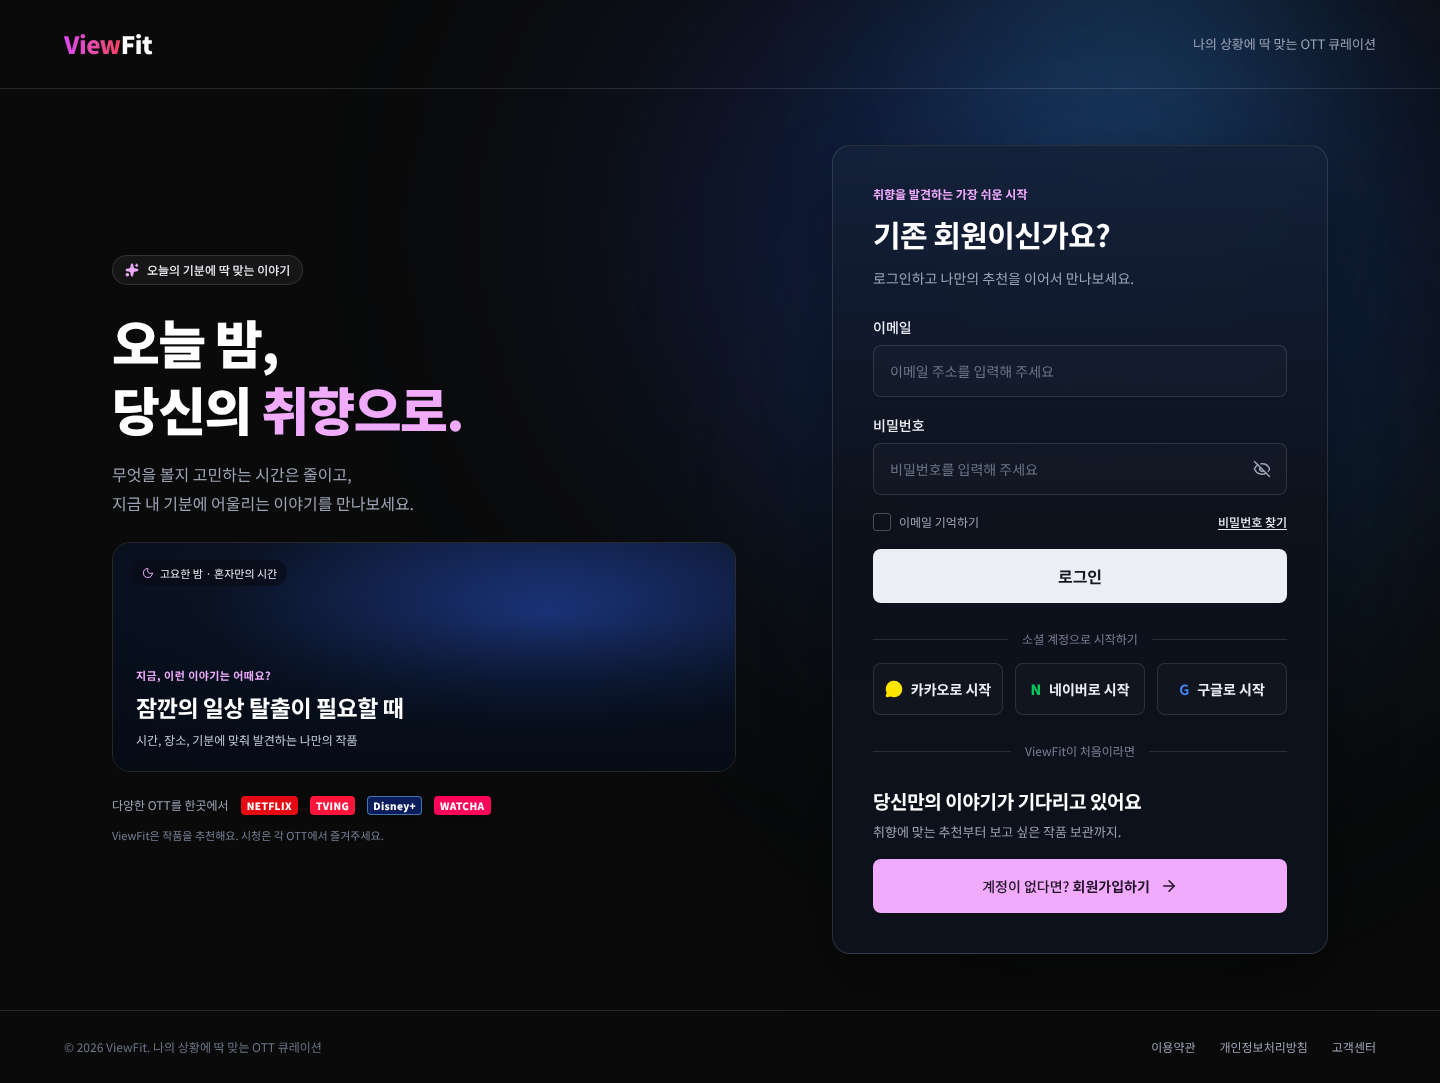 ViewFit
나의 상황에 딱 맞는 OTT 큐레이션
오늘의 기분에 딱 맞는 이야기
오늘 밤,
당신의 취향으로.
무엇을 볼지 고민하는 시간은 줄이고,
지금 내 기분에 어울리는 이야기를 만나보세요.
고요한 밤 · 혼자만의 시간
지금, 이런 이야기는 어때요?
잠깐의 일상 탈출이 필요할 때
시간, 장소, 기분에 맞춰 발견하는 나만의 작품
다양한 OTT를 한곳에서 NETFLIX TVING Disney+ WATCHA
ViewFit은 작품을 추천해요. 시청은 각 OTT에서 즐겨주세요.
취향을 발견하는 가장 쉬운 시작
기존 회원이신가요?
로그인하고 나만의 추천을 이어서 만나보세요.
이메일
이메일 주소를 입력해 주세요
비밀번호
비밀번호를 입력해 주세요
이메일 기억하기 비밀번호 찾기
로그인
소셜 계정으로 시작하기
카카오로 시작 N 네이버로 시작 G 구글로 시작
ViewFit이 처음이라면
당신만의 이야기가 기다리고 있어요
취향에 맞는 추천부터 보고 싶은 작품 보관까지.
계정이 없다면? 회원가입하기
© 2026 ViewFit. 나의 상황에 딱 맞는 OTT 큐레이션
이용약관 개인정보처리방침 고객센터